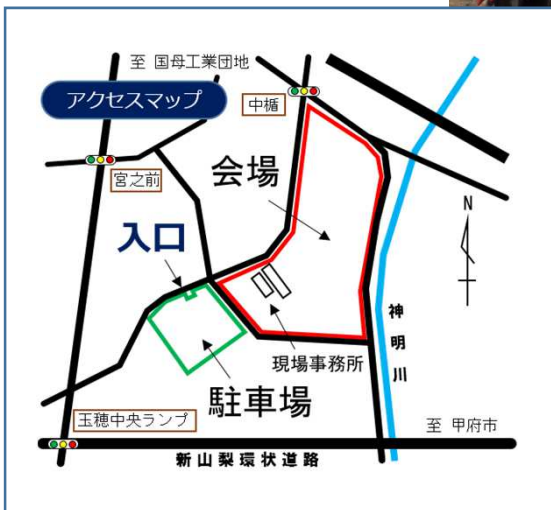 至 国母工業団地
アクセスマップ
中楯
宮之前
会場
入口
N
神明川
現場事務所
駐車場
玉穂中央ランプ
至 甲府市
新山梨環状道路